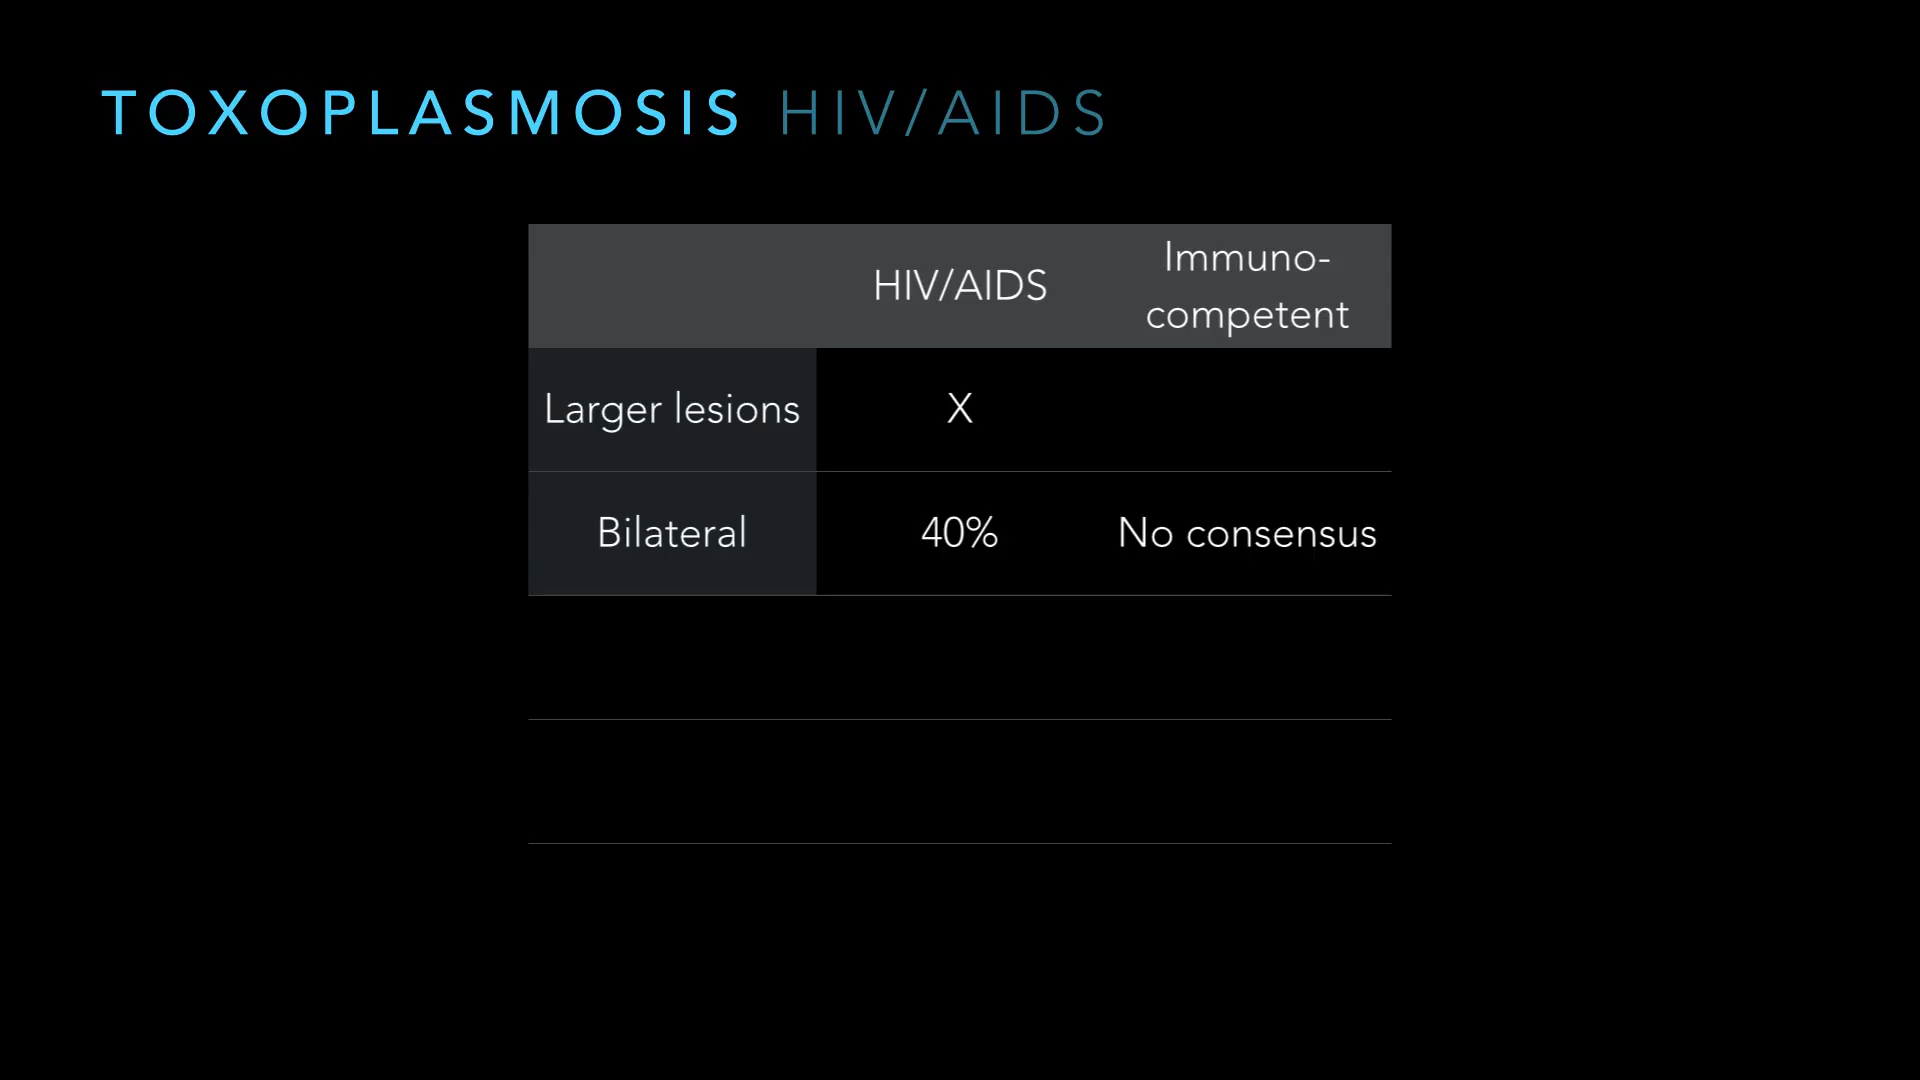 TOXOPLASMOSIS HIV/AIDS
HIV/AIDS
Immuno-
competent
Larger lesions X
Bilateral 40% No consensus